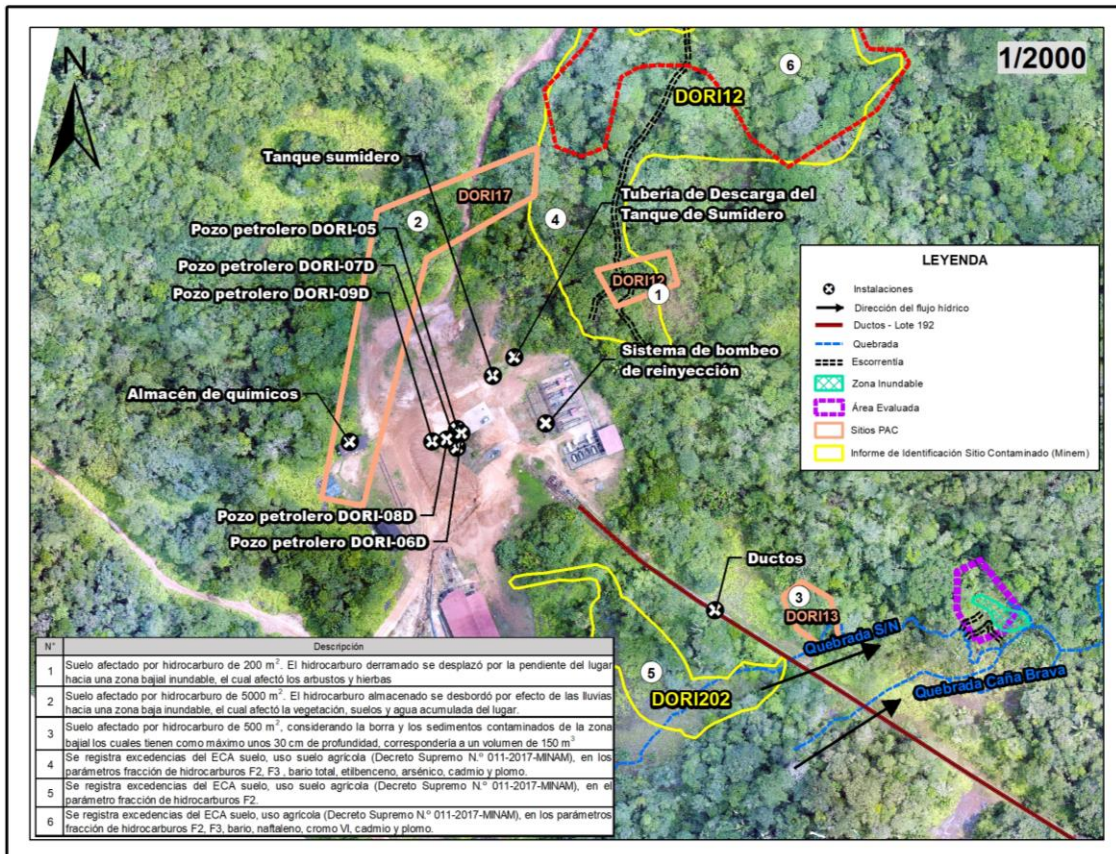 N
1/2000
6
DORI12
Tanque sumidero
DORI17
Tubería de Descarga del
Tanque de Sumidero
2
4
Pozo petrolero DORI-05
Pozo petrolero DORI-07D
DORI12
Pozo petrolero DORI-09D
1
Sistema de bombeo
de reinyección
Almacén de químicos
LEYENDA
Instalaciones
Dirección del flujo hídrico
Ductos - Lote 192
Quebrada
Escorrentía
Zona Inundable
Área Evaluada
Sitios PAC
Informe de Identificación Sitio Contaminado (Minem)
Pozo petrolero DORI-08D
Pozo petrolero DORI-06D
Ductos
3
DORI13
Quebrada S/N
5
DORI202
Quebrada Caña Brava
N° Descripción
1 Suelo afectado por hidrocarburo de 200 m². El hidrocarburo derramado se desplazó por la pendiente del lugar
hacia una zona bajial inundable, el cual afectó los arbustos y hierbas
2 Suelo afectado por hidrocarburo de 5000 m². El hidrocarburo almacenado se desbordó por efecto de las lluvias
hacia una zona baja inundable, el cual afectó la vegetación, suelos y agua acumulada del lugar.
3 Suelo afectado por hidrocarburo de 500 m², considerando la borra y los sedimentos contaminados de la zona
bajial los cuales tienen como máximo unos 30 cm de profundidad, correspondería a un volumen de 150 m³
4 Se registra excedencias del ECA suelo, uso suelo agrícola (Decreto Supremo N.º 011-2017-MINAM), en los
parámetros fracción de hidrocarburos F2, F3 , bario total, etilbenceno, arsénico, cadmio y plomo.
5 Se registra excedencias del ECA suelo, uso suelo agrícola (Decreto Supremo N.º 011-2017-MINAM), en el
parámetro fracción de hidrocarburos F2.
6 Se registra excedencias del ECA suelo, uso agrícola (Decreto Supremo N.º 011-2017-MINAM), en los parámetros
fracción de hidrocarburos F2, F3, bario, naftaleno, cromo VI, cadmio y plomo.